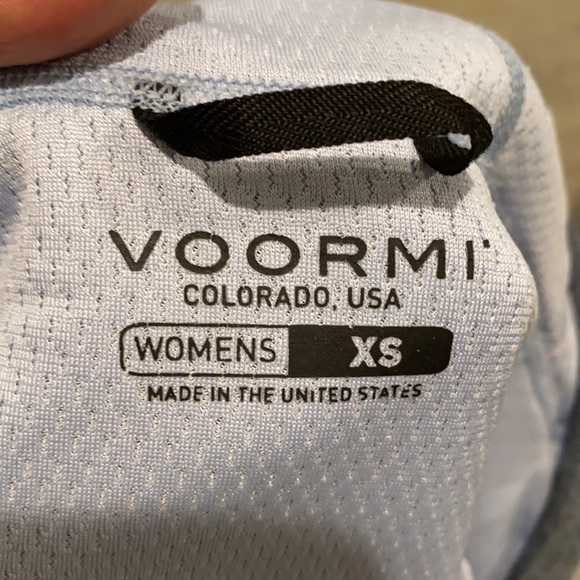 VOORMI
COLORADO, USA
WOMENS XS
MADE IN THE UNITED STATES